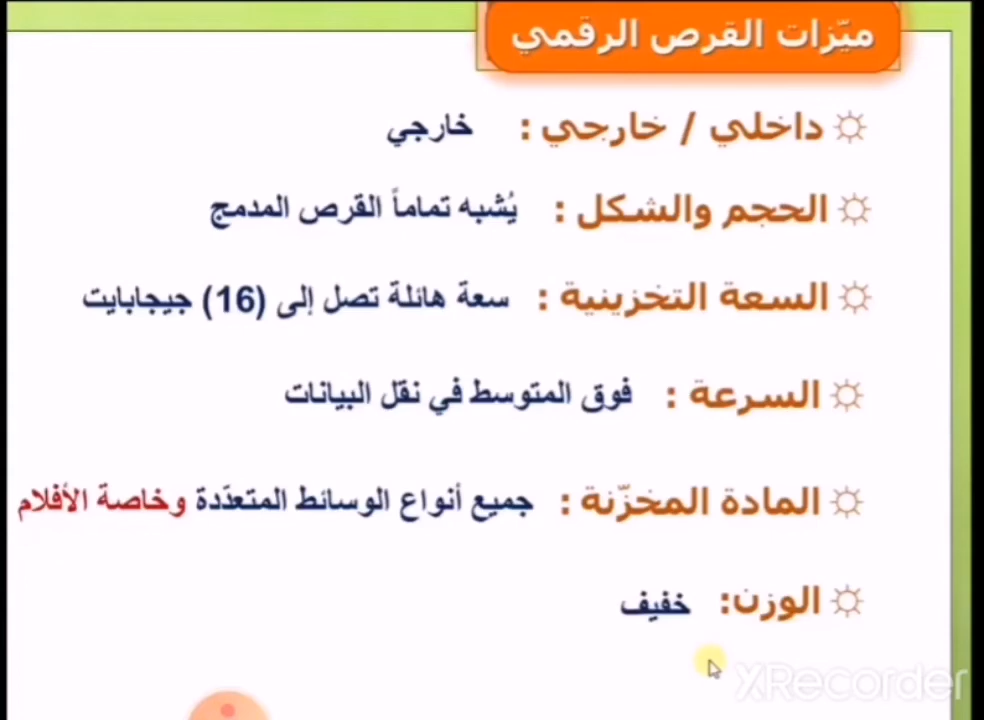 ميّزات القرص الرقمي
داخلي / خارجي : خارجي
الحجم والشكل : يُشبه تماماً القرص المدمج
السعة التخزينية : سعة هائلة تصل إلى (16) جيجابايت
السرعة : فوق المتوسط في نقل البيانات
المادة المخزّنة : جميع أنواع الوسائط المتعدّدة وخاصة الأفلام
الوزن: خفيف
XRecorder